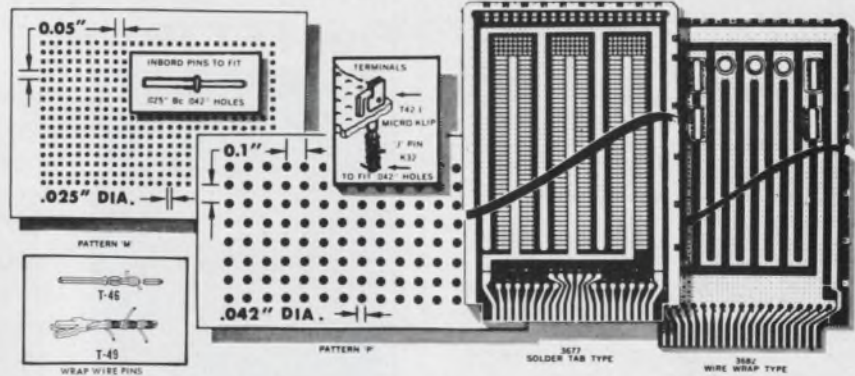 0.05"
INBORD PINS TO FIT
.025" Bc .042" HOLES
.025" DIA.
PATTERN 'M'
T-46
T-49
WRAP WIRE PINS
0.1"
.042" DIA.
PATTERN 'P'
TERMINALS
T42 1
MICRO KLIP
'J' PIN
K32
TO FIT .042" HOLES
3677
SOLDER TAB TYPE
3682
WIRE WRAP TYPE